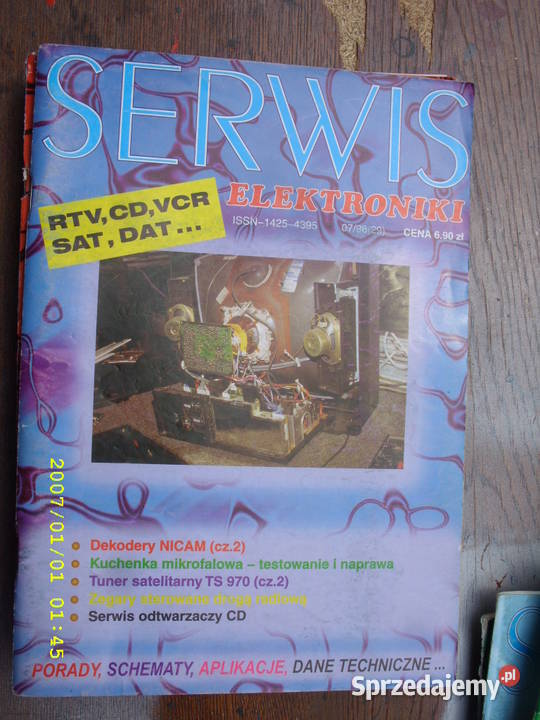 SERWIS
ELEKTRONIKI
RTV, CD, VCR
SAT, DAT ...
ISSN-1425-4395 07/98(29) CENA 6.90 zł
2007/01/01 01:45
Dekodery NICAM (cz.2)
Kuchenka mikrofalowa – testowanie i naprawa
Tuner satelitarny TS 970 (cz.2)
Zegary sterowane drogą radiową
Serwis odtwarzaczy CD
PORADY, SCHEMATY, APLIKACJE, DANE TECHNICZNE ...
Sprzedajemy.pl